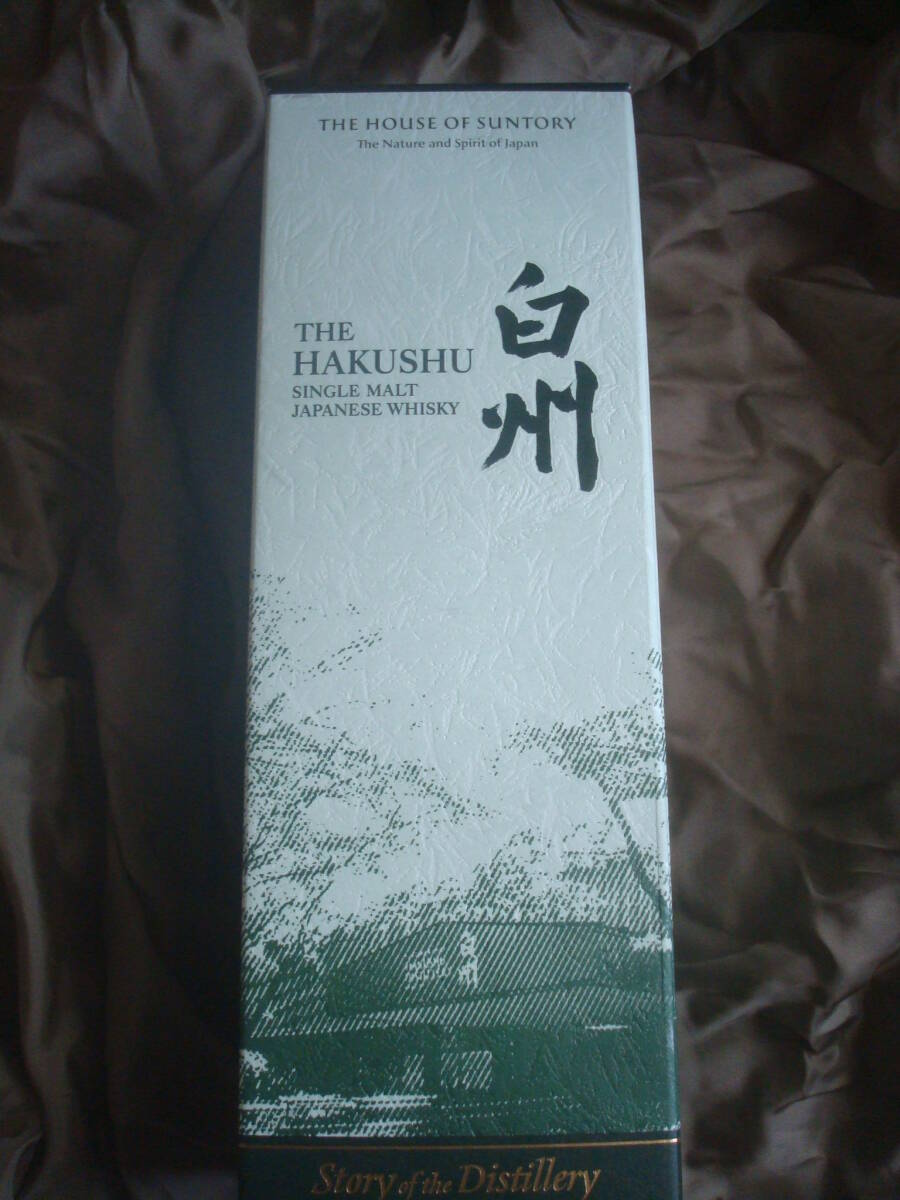 THE HOUSE OF SUNTORY
The Nature and Spirit of Japan
THE
HAKUSHU
SINGLE MALT
JAPANESE WHISKY
白州
Story of the Distillery